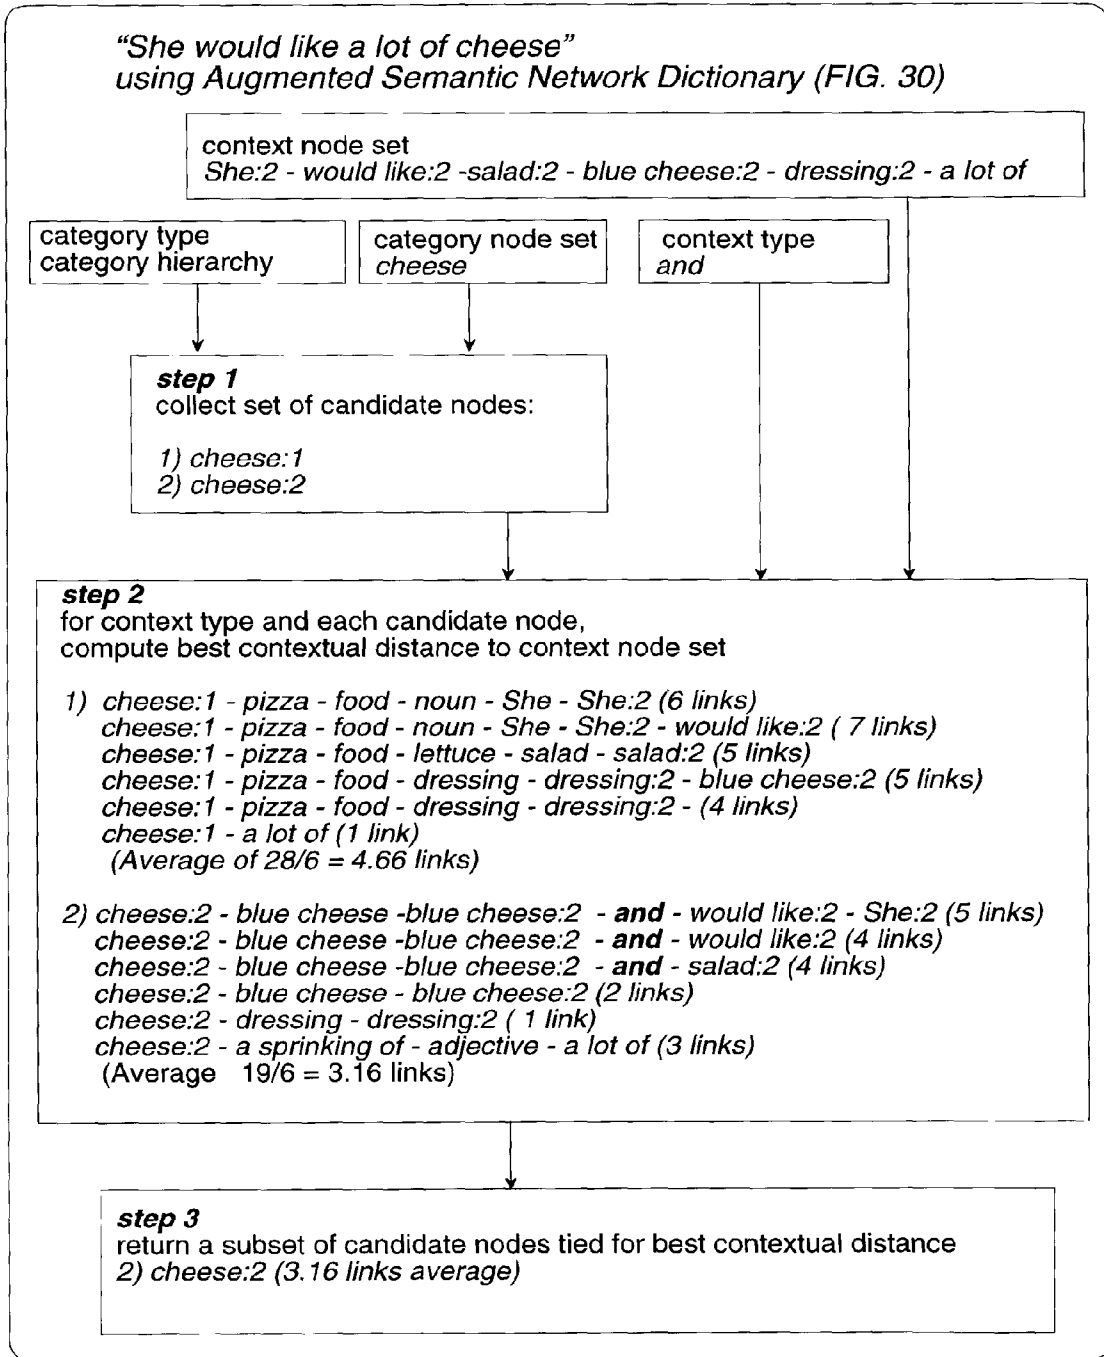 “She would like a lot of cheese”
using Augmented Semantic Network Dictionary (FIG. 30)
context node set
She:2 - would like:2 -salad:2 - blue cheese:2 - dressing:2 - a lot of
category type
category hierarchy
category node set
cheese
context type
and
step 1
collect set of candidate nodes:
1) cheese:1
2) cheese:2
step 2
for context type and each candidate node,
compute best contextual distance to context node set
1) cheese:1 - pizza - food - noun - She - She:2 (6 links)
cheese:1 - pizza - food - noun - She - She:2 - would like:2 ( 7 links)
cheese:1 - pizza - food - lettuce - salad - salad:2 (5 links)
cheese:1 - pizza - food - dressing - dressing:2 - blue cheese:2 (5 links)
cheese:1 - pizza - food - dressing - dressing:2 - (4 links)
cheese:1 - a lot of (1 link)
(Average of 28/6 = 4.66 links)
2) cheese:2 - blue cheese -blue cheese:2 - and - would like:2 - She:2 (5 links)
cheese:2 - blue cheese -blue cheese:2 - and - would like:2 (4 links)
cheese:2 - blue cheese -blue cheese:2 - and - salad:2 (4 links)
cheese:2 - blue cheese - blue cheese:2 (2 links)
cheese:2 - dressing - dressing:2 ( 1 link)
cheese:2 - a sprinking of - adjective - a lot of (3 links)
(Average 19/6 = 3.16 links)
step 3
return a subset of candidate nodes tied for best contextual distance
2) cheese:2 (3.16 links average)